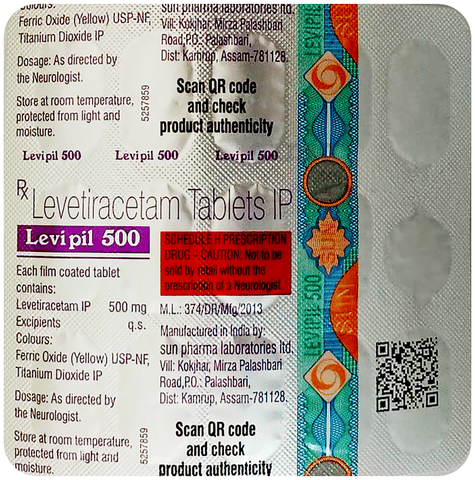 Colours:
Ferric Oxide (Yellow) USP-NF,
Titanium Dioxide IP
Dosage: As directed by
the Neurologist.
Store at room temperature,
protected from light and
moisture.
5257859
sun pharma laboratories ltd.
Vill: Kokjhar, Mirza Palashbari
Road,P.O.: Palashbari,
Dist: Kamrup, Assam-781128.
Scan QR code
and check
product authenticity
Levipil 500 Levipil 500 Levipil 500
Rx
Levetiracetam Tablets IP
Levipil 500
Each film coated tablet
contains:
Levetiracetam IP 500 mg
Excipients q.s.
Colours:
Ferric Oxide (Yellow) USP-NF,
Titanium Dioxide IP
Dosage: As directed by
the Neurologist.
Store at room temperature,
protected from light and
moisture.
5257859
SCHEDULE H PRESCRIPTION
DRUG - CAUTION: Not to be
sold by retail without the
prescription of a Neurologist.
M.L.: 374/DR/Mfg/2013
Manufactured in India by:
sun pharma laboratories ltd.
Vill: Kokjhar, Mirza Palashbari
Road,P.O.: Palashbari,
Dist: Kamrup, Assam-781128.
Scan QR code
and check
product authenticity
LEVIPIL
SUN
LEVIPIL-500
SUN
SUN